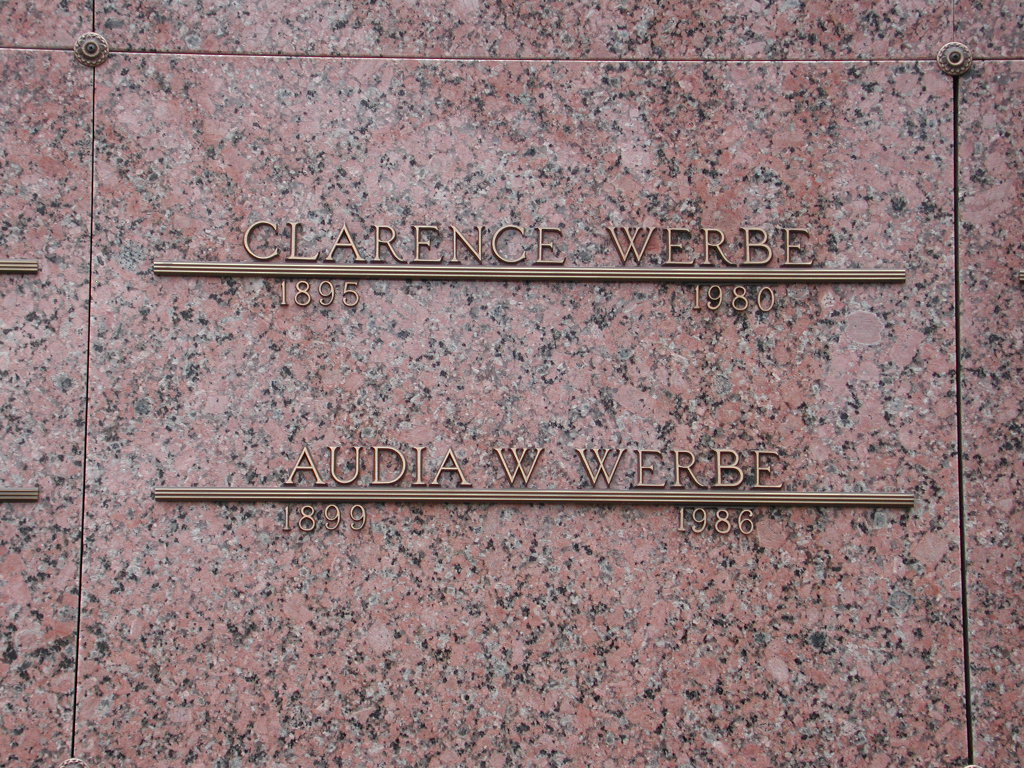 CLARENCE WERBE
1895 1980
AUDIA W WERBE
1899 1986